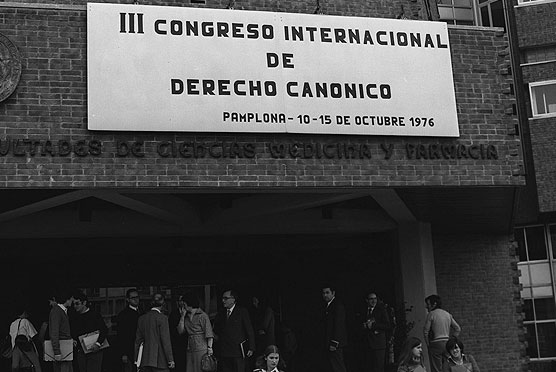 III CONGRESO INTERNACIONAL
DE
DERECHO CANONICO
PAMPLONA - 10 - 15 DE OCTUBRE 1976
ULTADES DE CIENCIAS MEDICINA Y FARMACIA